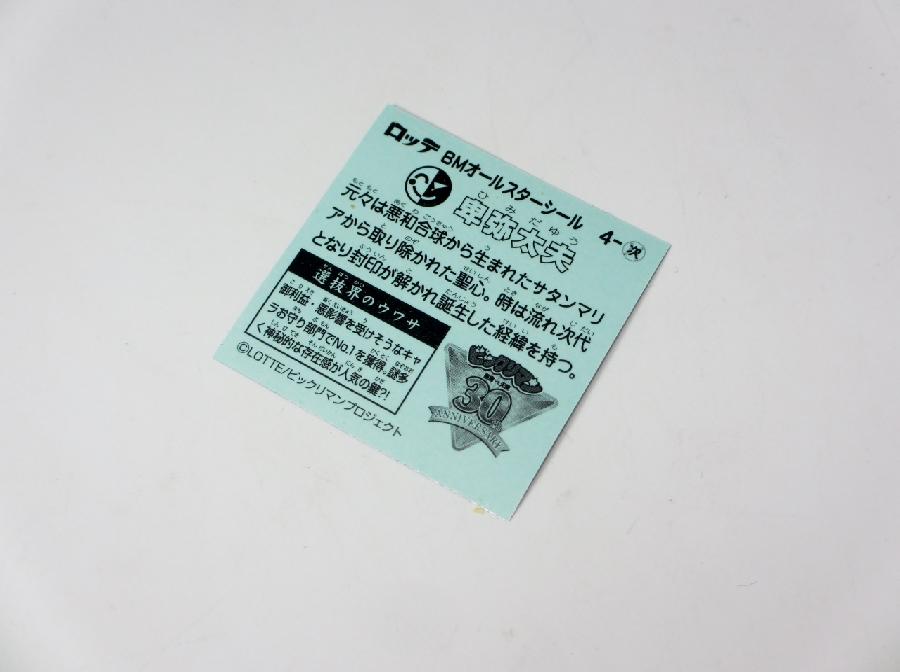 ロッテ BMオールスターシール 4-次
卑弥太夫
元々は悪和合球から生まれたサタンマリ
アから取り除かれた聖心。時は流れ次代
となり封印が解かれ誕生した経緯を持つ。
選抜界のウワサ
御利益・悪影響を受けそうなキャ
ラお守り部門でNo.1を獲得。謎多
く神秘的な存在感が人気の鍵?!
ビックリマン
30th
ANNIVERSARY
©LOTTE/ビックリマンプロジェクト